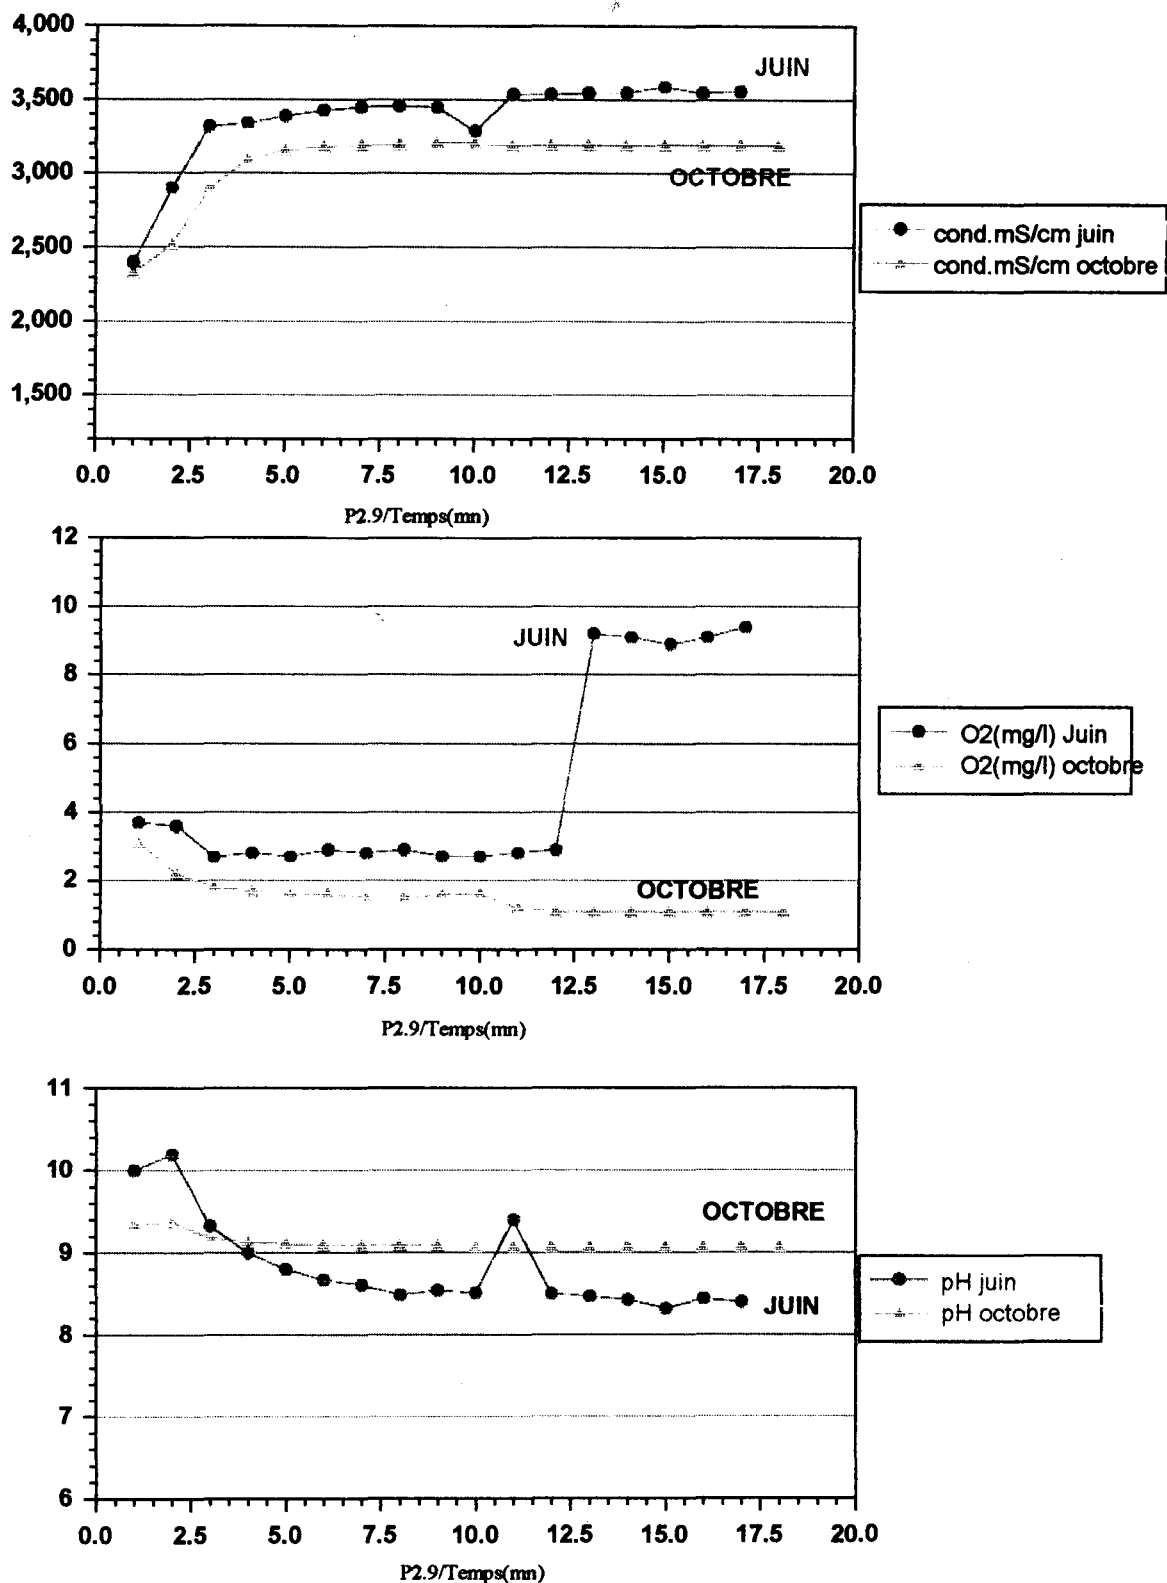 4,000
3,500
3,000
2,500
2,000
1,500
JUIN
OCTOBRE
cond.mS/cm juin
cond.mS/cm octobre
0.0 2.5 5.0 7.5 10.0 12.5 15.0 17.5 20.0
P2.9/Temps(mn)
12
10
8
6
4
2
0
JUIN
OCTOBRE
O2(mg/l) Juin
O2(mg/l) octobre
0.0 2.5 5.0 7.5 10.0 12.5 15.0 17.5 20.0
P2.9/Temps(mn)
11
10
9
8
7
6
OCTOBRE
JUIN
pH juin
pH octobre
0.0 2.5 5.0 7.5 10.0 12.5 15.0 17.5 20.0
P2.9/Temps(mn)